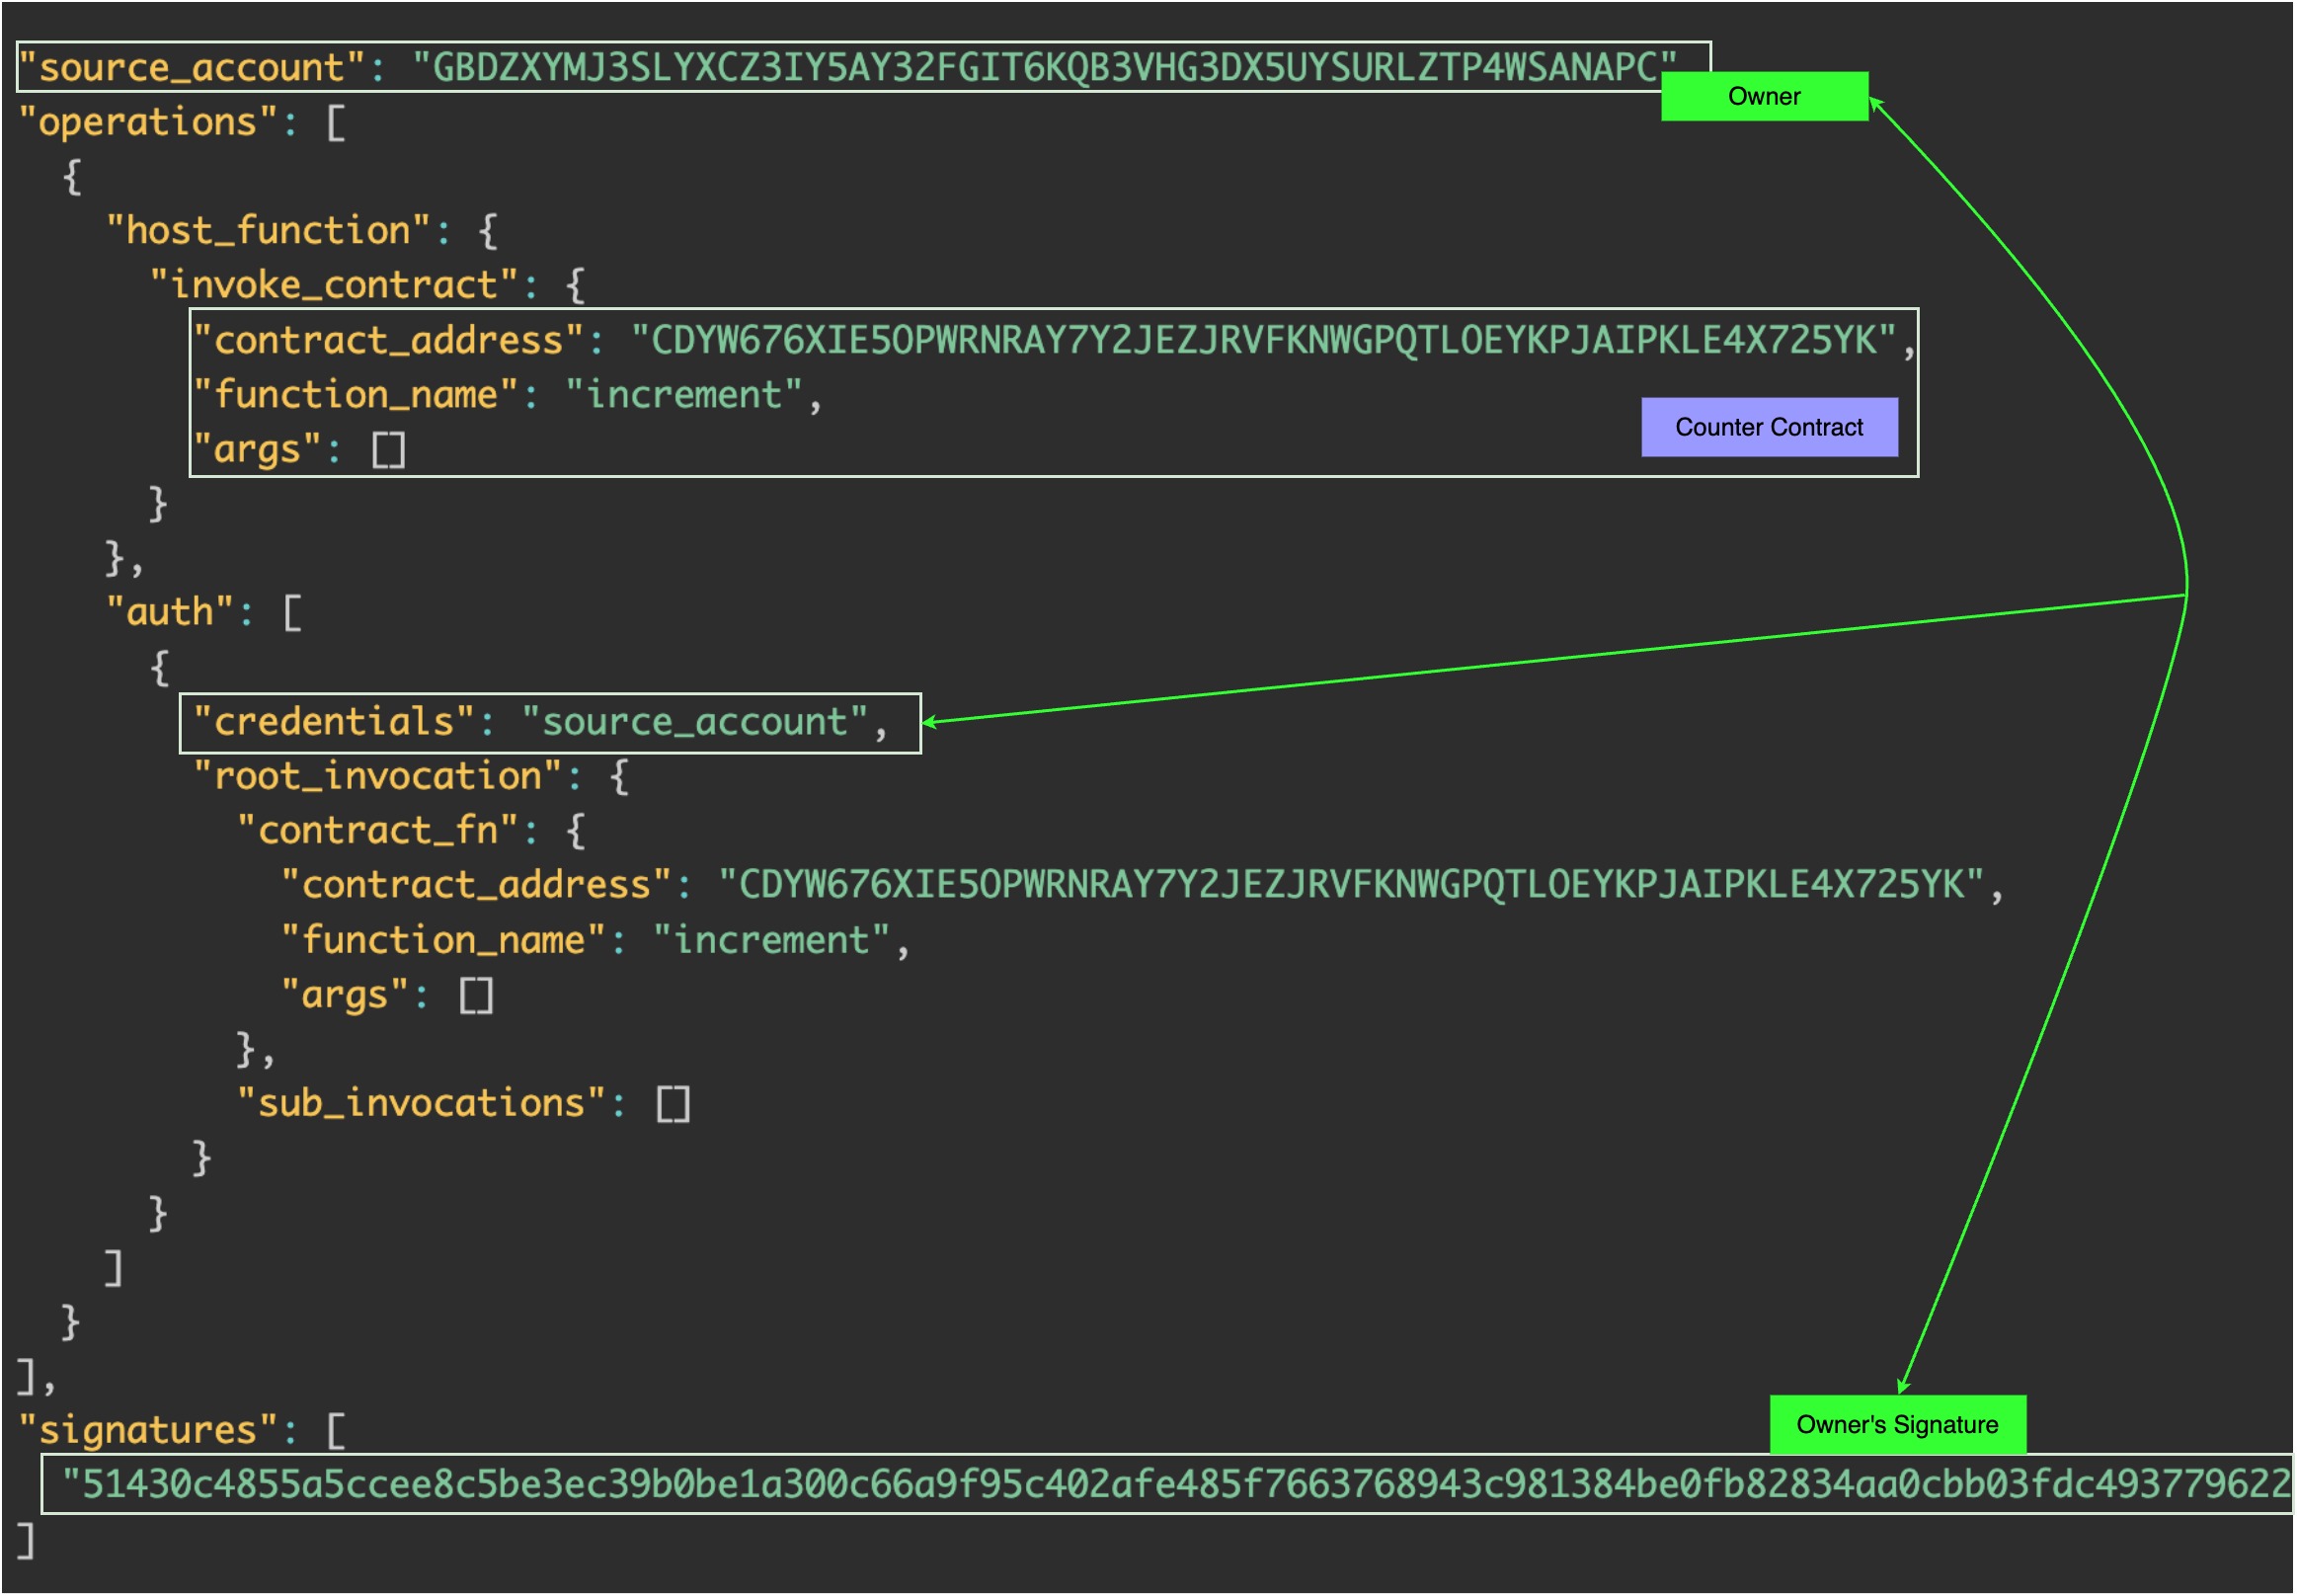 "source_account": "GBDZXYMJ3SLYXCZ3IY5AY32FGIT6KQB3VHG3DX5UYSURLZTP4WSANAPC"
Owner
"operations": [
{
"host_function": {
"invoke_contract": {
"contract_address": "CDYW676XIE5OPWRNRAY7Y2JEZJRVFKNWGPQTLOEYKPJAIPKLE4X725YK",
"function_name": "increment",
Counter Contract
"args": []
}
},
"auth": [
{
"credentials": "source_account",
"root_invocation": {
"contract_fn": {
"contract_address": "CDYW676XIE5OPWRNRAY7Y2JEZJRVFKNWGPQTLOEYKPJAIPKLE4X725YK",
"function_name": "increment",
"args": []
},
"sub_invocations": []
}
}
]
}
],
"signatures": [
Owner's Signature
"51430c4855a5ccee8c5be3ec39b0be1a300c66a9f95c402afe485f7663768943c981384be0fb82834aa0cbb03fdc493779622
]